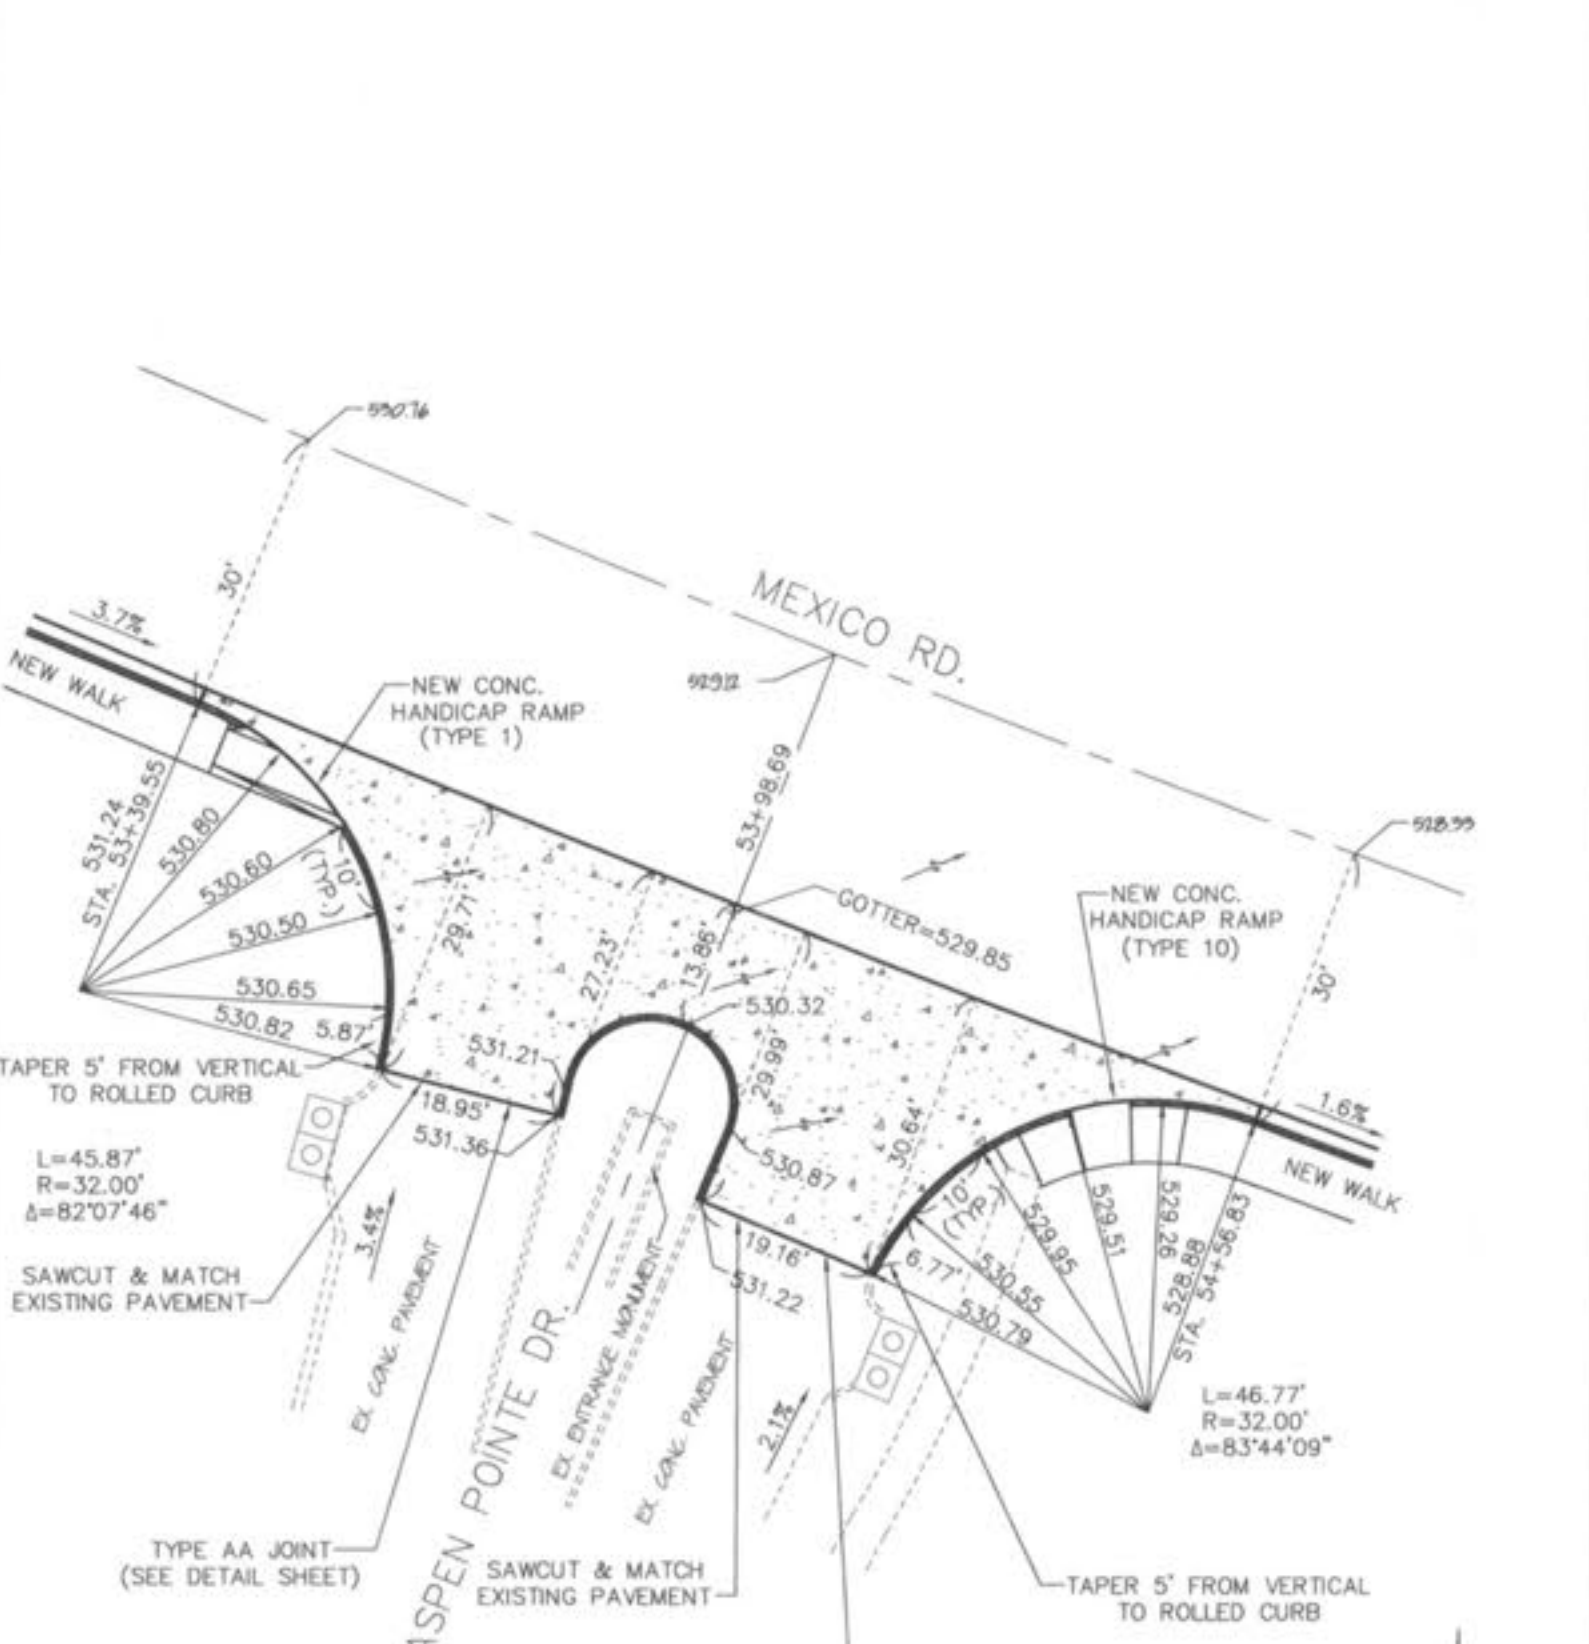 530.76
30'
3.7%
NEW WALK
MEXICO RD.
529.12
53+98.69
528.99
30'
NEW CONC.
HANDICAP RAMP
(TYPE 1)
531.24
STA. 53+39.55
530.80
530.60
10'
(TYP.)
530.50
530.65
530.82
5.87'
29.71'
27.23'
13.86'
GUTTER=529.85
530.32
29.99'
30.64'
NEW CONC.
HANDICAP RAMP
(TYPE 10)
1.6%
NEW WALK
TAPER 5' FROM VERTICAL
TO ROLLED CURB
531.21
18.95'
531.36
530.87
19.16'
531.22
10'
(TYP.)
6.77'
529.95
529.51
529.26
528.88
STA. 54+56.83
530.55
530.79
L=45.87'
R=32.00'
Δ=82°07'46"
SAWCUT & MATCH
EXISTING PAVEMENT
3.4%
EX. CONC. PAVEMENT
ASPEN POINTE DR.
EX. ENTRANCE MONUMENT
EX. CONC. PAVEMENT
2.1%
L=46.77'
R=32.00'
Δ=83°44'09"
TYPE AA JOINT
(SEE DETAIL SHEET)
SAWCUT & MATCH
EXISTING PAVEMENT
TAPER 5' FROM VERTICAL
TO ROLLED CURB